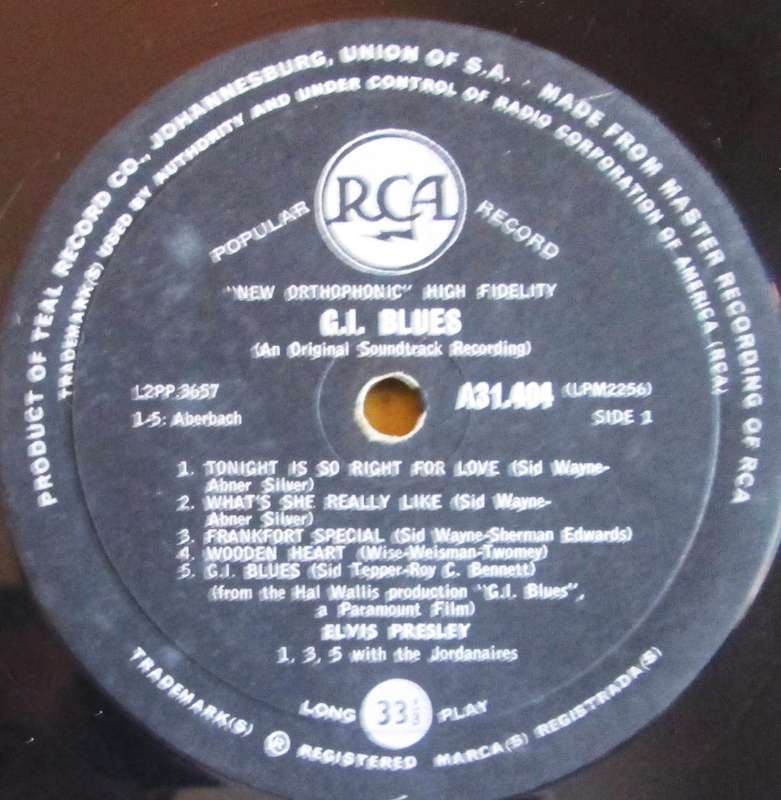 PRODUCT OF TEAL RECORD CO., JOHANNESBURG, UNION OF S.A. . MADE FROM MASTER RECORDING OF RCA
TRADEMARK(S) USED BY AUTHORITY AND UNDER CONTROL OF RADIO CORPORATION OF AMERICA (RCA)
RCA
POPULAR RECORD
"NEW ORTHOPHONIC" HIGH FIDELITY
G.I. BLUES
(An Original Soundtrack Recording)
L2PP.3657 A31.404 (LPM2256)
1-5: Aberbach SIDE 1
1. TONIGHT IS SO RIGHT FOR LOVE (Sid Wayne-
Abner Silver)
2. WHAT'S SHE REALLY LIKE (Sid Wayne-
Abner Silver)
3. FRANKFORT SPECIAL (Sid Wayne-Sherman Edwards)
4. WOODEN HEART (Wise-Weisman-Twomey)
5. G.I. BLUES (Sid Tepper-Roy C. Bennett)
(from the Hal Wallis production "G.I. Blues",
a Paramount Film)
ELVIS PRESLEY
1, 3, 5 with the Jordanaires
LONG 33⅓ PLAY
TRADEMARK(S) ® REGISTERED MARCA(S) REGISTRADA(S)